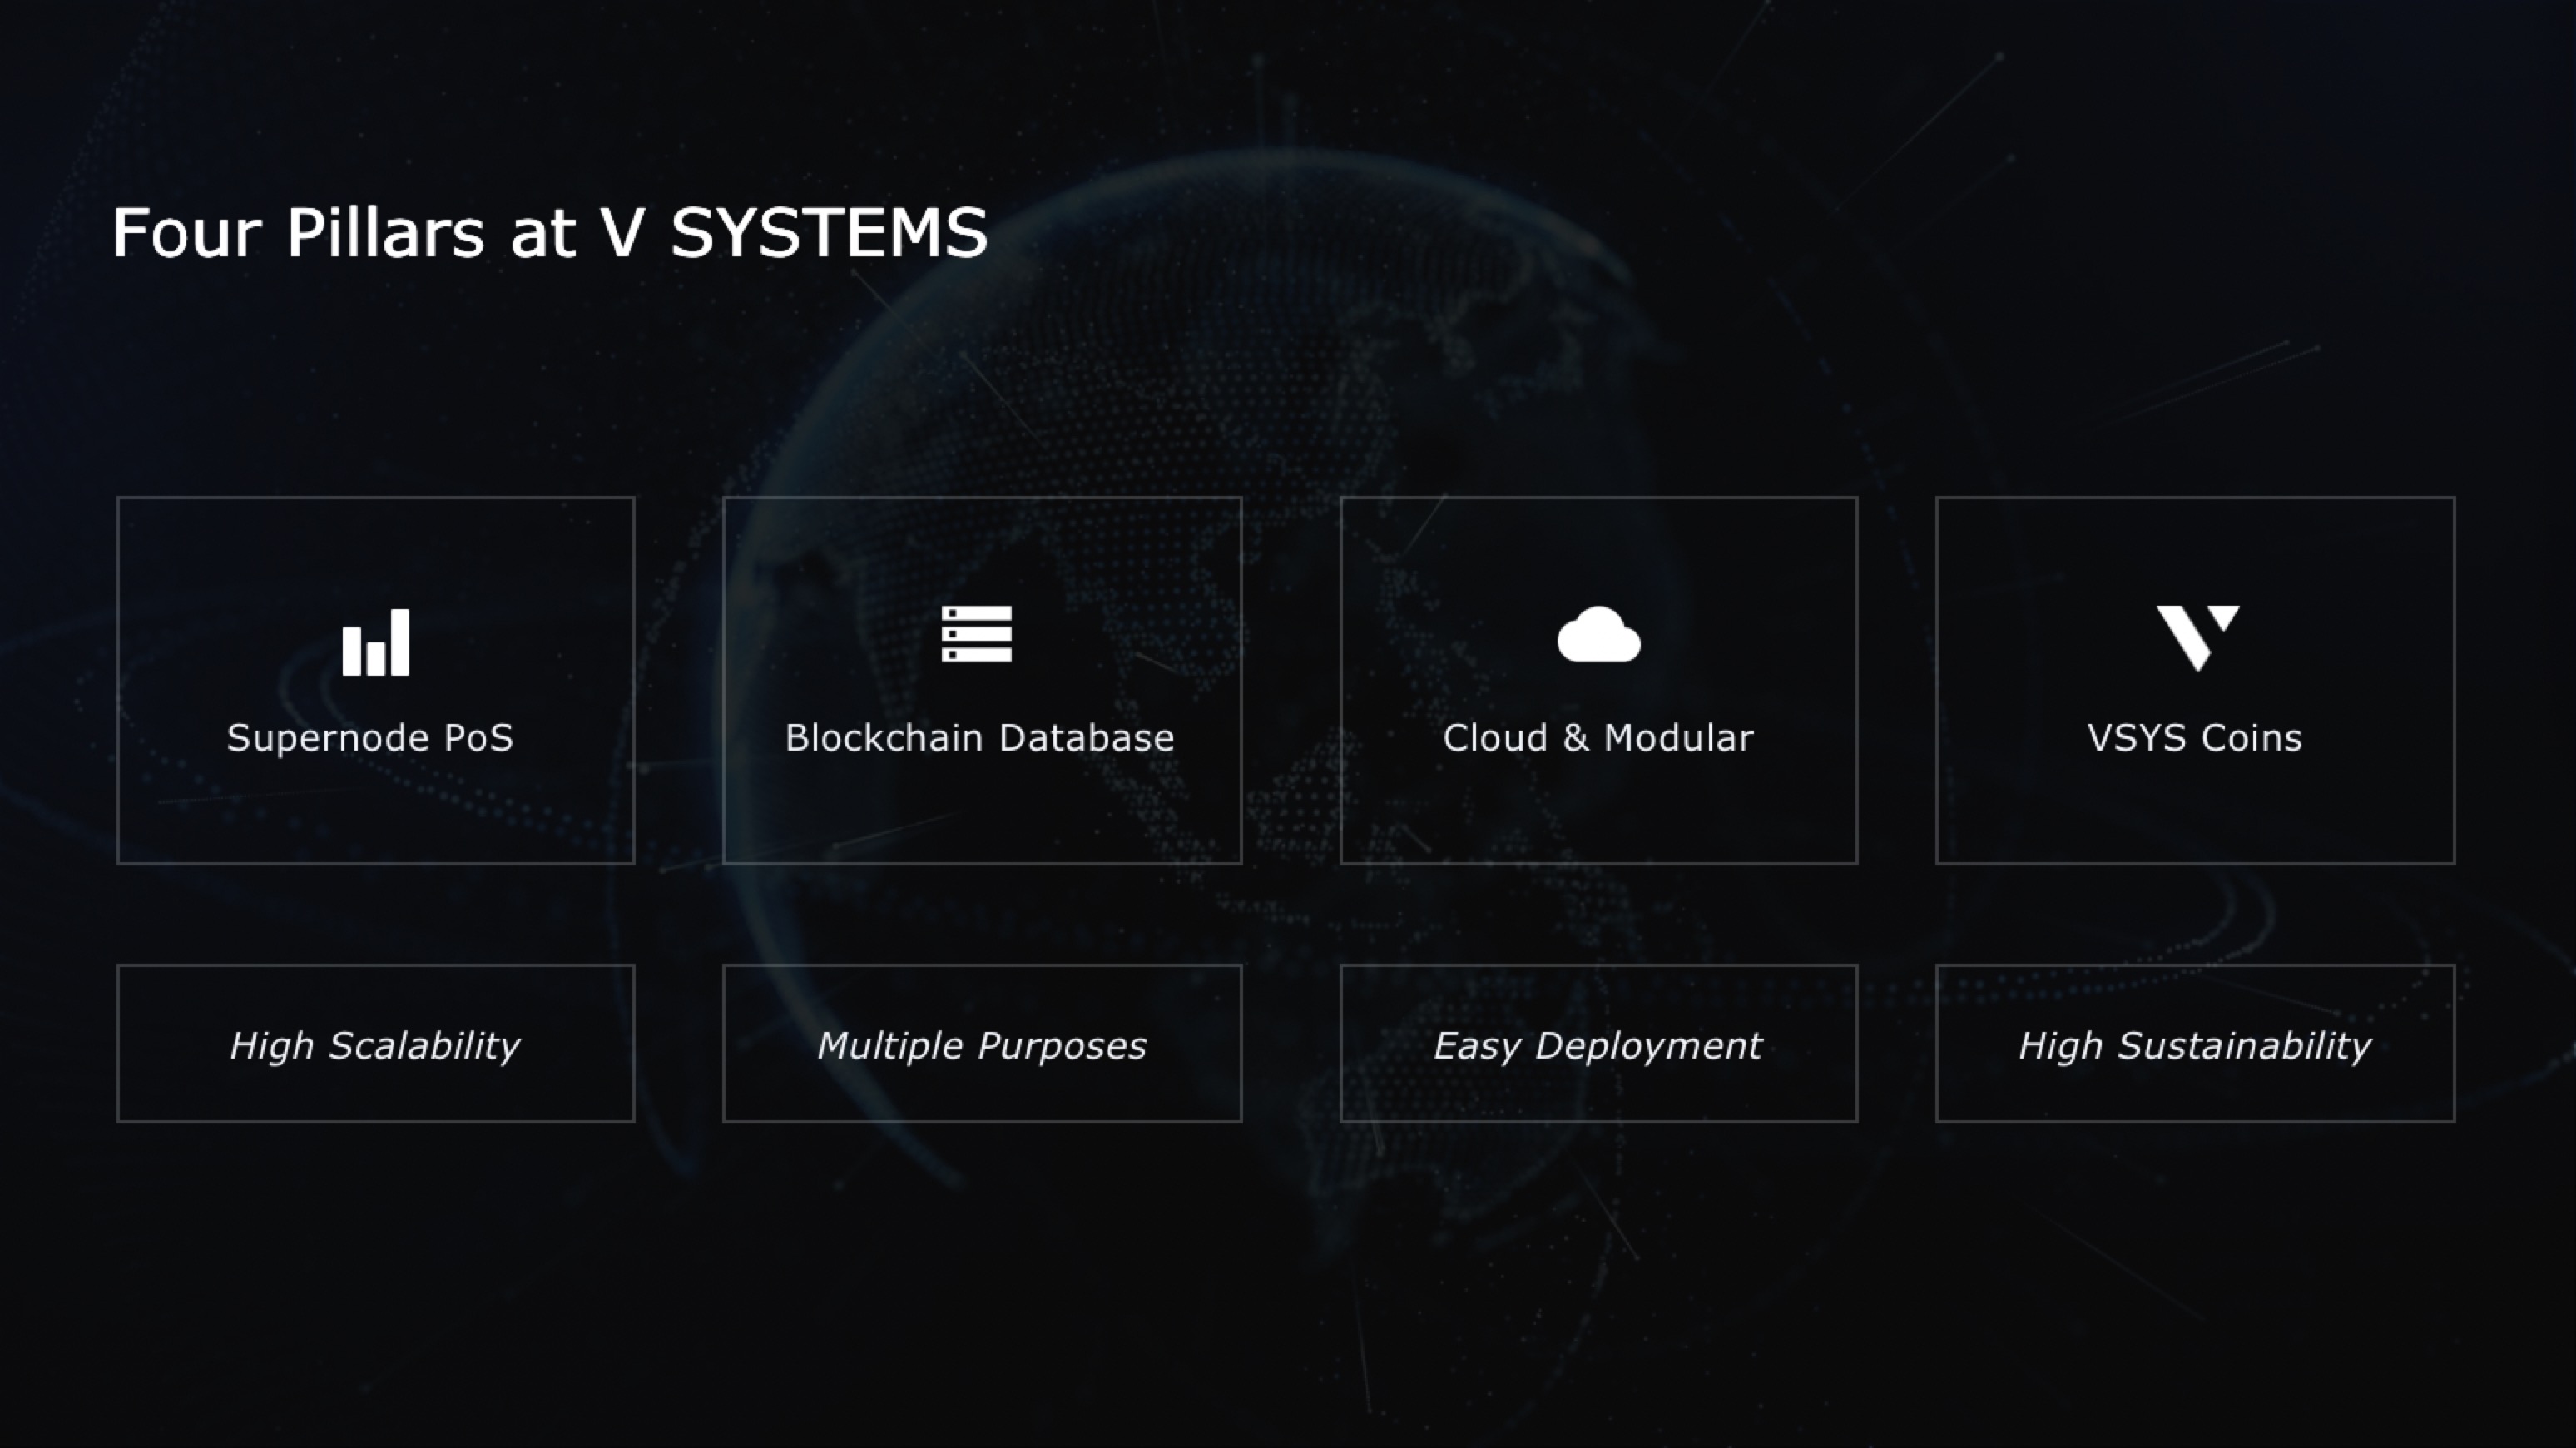 Four Pillars at V SYSTEMS
Supernode PoS
Blockchain Database
Cloud & Modular
VSYS Coins
High Scalability
Multiple Purposes
Easy Deployment
High Sustainability